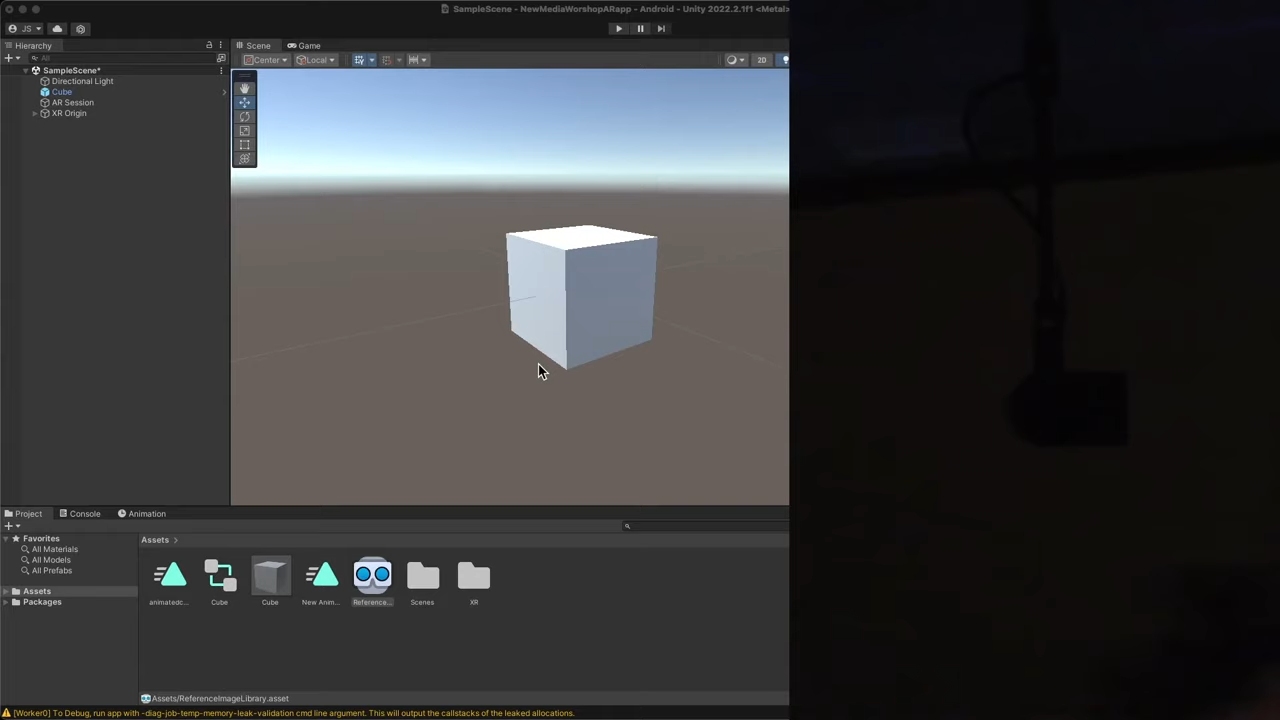 SampleScene - NewMediaWorshopARapp - Android - Unity 2022.2.1f1 <Metal>
JS
Hierarchy
Scene
Game
All
Center
Local
2D
SampleScene*
Directional Light
Cube
AR Session
XR Origin
Project
Console
Animation
Favorites
All Materials
All Models
All Prefabs
Assets
Packages
Assets
animatedc...
Cube
Cube
New Anim...
Reference...
Scenes
XR
Assets/ReferenceImageLibrary.asset
[Worker0] To Debug, run app with -diag-job-temp-memory-leak-validation cmd line argument. This will output the callstacks of the leaked allocations.